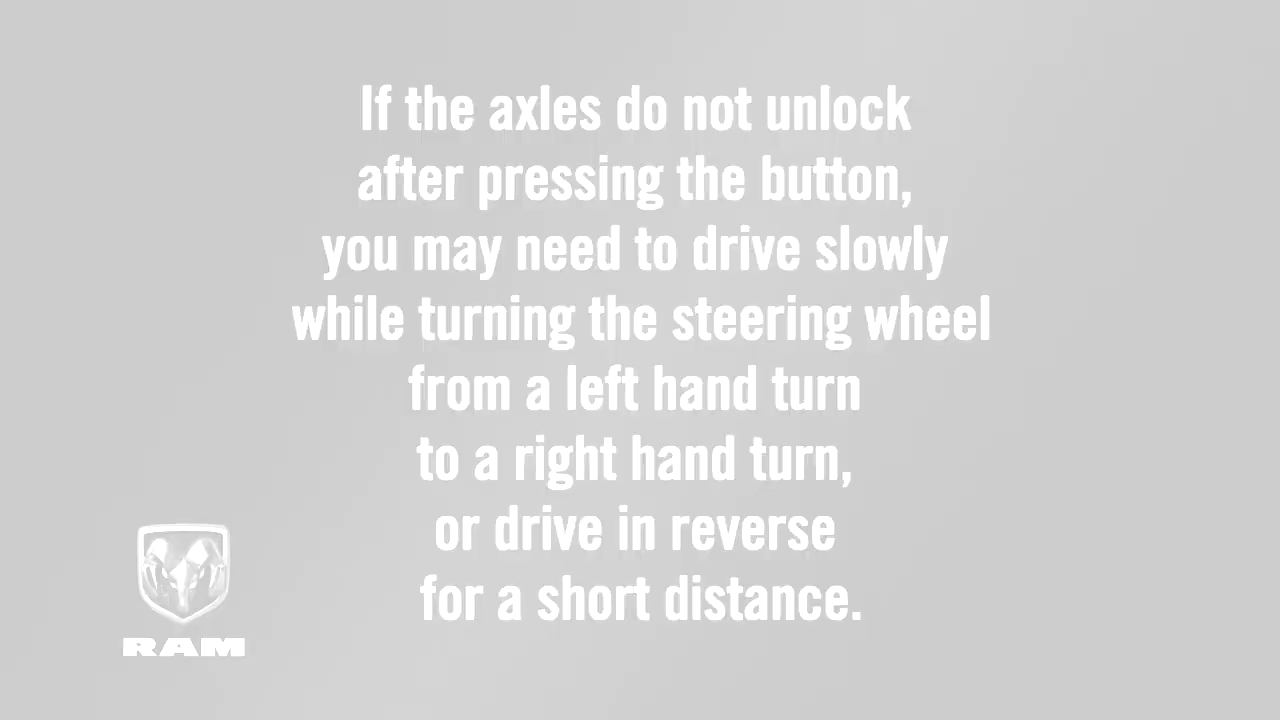 If the axles do not unlock
after pressing the button,
you may need to drive slowly
while turning the steering wheel
from a left hand turn
to a right hand turn,
or drive in reverse
for a short distance.
RAM